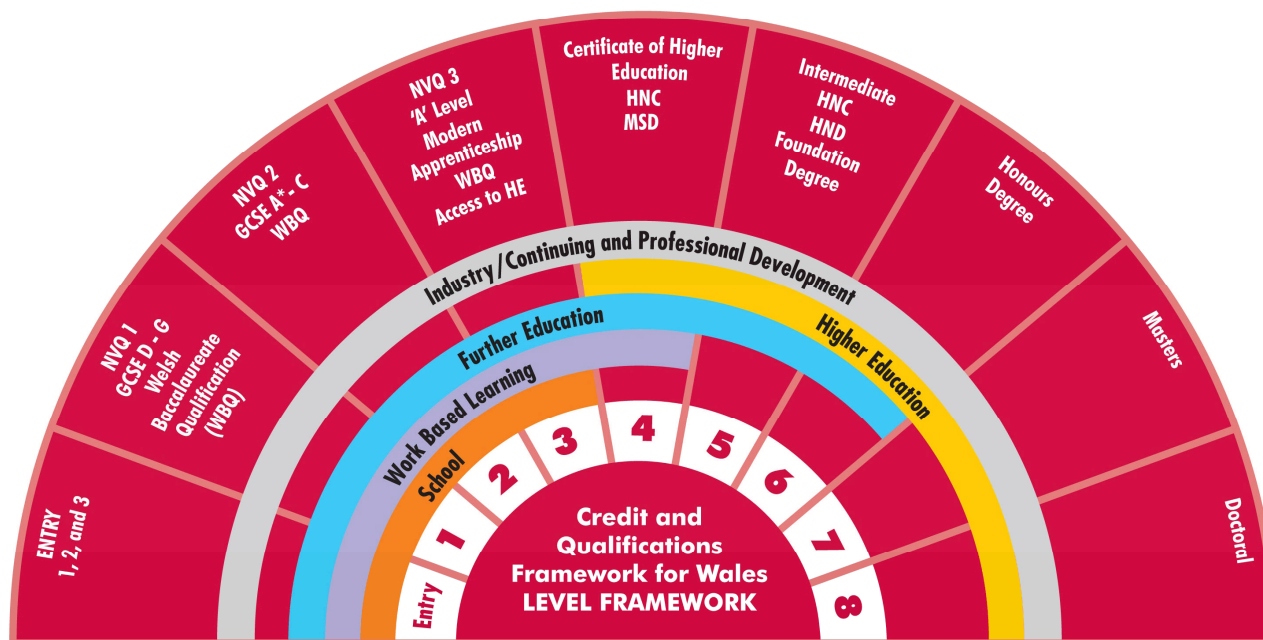 ENTRY
1, 2, and 3
NVQ 1
GCSE D - G
Welsh
Baccalaureate
Qualification
(WBQ)
NVQ 2
GCSE A* - C
WBQ
NVQ 3
‘A’ Level
Modern
Apprenticeship
WBQ
Access to HE
Certificate of Higher
Education
HNC
MSD
Intermediate
HNC
HND
Foundation
Degree
Honours
Degree
Masters
Doctoral
Industry/Continuing and Professional Development
Higher Education
Further Education
Work Based Learning
School
Entry
1
2
3
4
5
6
7
8
Credit and
Qualifications
Framework for Wales
LEVEL FRAMEWORK